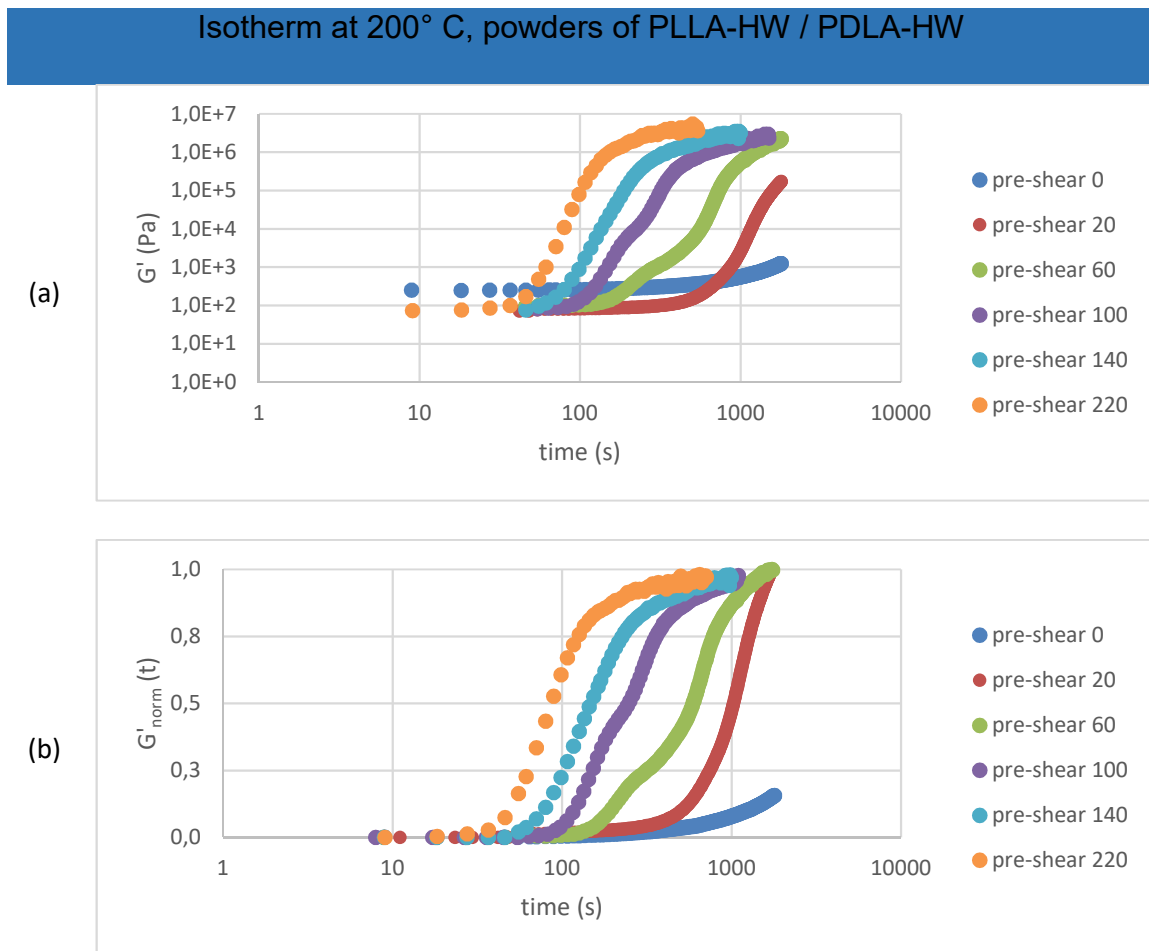 Isotherm at 200° C, powders of PLLA-HW / PDLA-HW
(a)
G' (Pa)
1,0E+7
1,0E+6
1,0E+5
1,0E+4
1,0E+3
1,0E+2
1,0E+1
1,0E+0
1 10 100 1000 10000
time (s)
pre-shear 0
pre-shear 20
pre-shear 60
pre-shear 100
pre-shear 140
pre-shear 220
(b)
G'norm (t)
1,0
0,8
0,5
0,3
0,0
1 10 100 1000 10000
time (s)
pre-shear 0
pre-shear 20
pre-shear 60
pre-shear 100
pre-shear 140
pre-shear 220